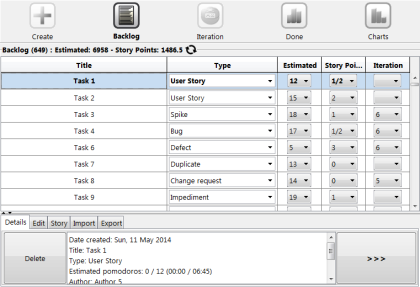 Create Backlog Iteration Done Charts
Backlog (649) : Estimated: 6958 - Story Points: 1486.5
Title Type Estimated Story Poi... Iteration
Task 1 User Story 12 1/2
Task 2 User Story 15 2
Task 3 Spike 18 1 6
Task 4 Bug 17 1/2 6
Task 6 Defect 5 3 6
Task 7 Duplicate 13 0
Task 8 Change request 14 0 5
Task 9 Impediment 19 1
Details Edit Story Import Export
Delete
Date created: Sun, 11 May 2014
Title: Task 1
Type: User Story
Estimated pomodoros: 0 / 12 (00:00 / 06:45)
Author: Author 5
>>>